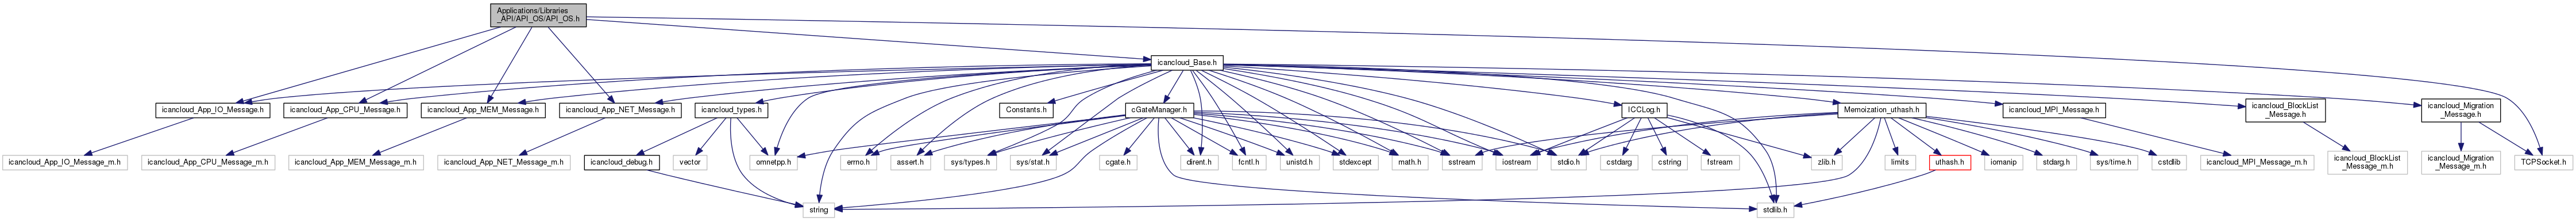 Applications/Libraries
_API/API_OS/API_OS.h
icancloud_Base.h
icancloud_App_IO_Message.h
icancloud_App_CPU_Message.h
icancloud_App_MEM_Message.h
icancloud_App_NET_Message.h
icancloud_types.h
Constants.h
cGateManager.h
ICCLog.h
Memoization_uthash.h
icancloud_MPI_Message.h
icancloud_BlockList
_Message.h
icancloud_Migration
_Message.h
icancloud_App_IO_Message_m.h
icancloud_App_CPU_Message_m.h
icancloud_App_MEM_Message_m.h
icancloud_App_NET_Message_m.h
icancloud_debug.h
vector
omnetpp.h
errno.h
assert.h
sys/types.h
sys/stat.h
cgate.h
dirent.h
fcntl.h
unistd.h
stdexcept
math.h
sstream
iostream
stdio.h
cstdarg
cstring
fstream
zlib.h
limits
uthash.h
iomanip
stdarg.h
sys/time.h
cstdlib
icancloud_MPI_Message_m.h
icancloud_BlockList
_Message_m.h
icancloud_Migration
_Message_m.h
TCPSocket.h
string
stdlib.h